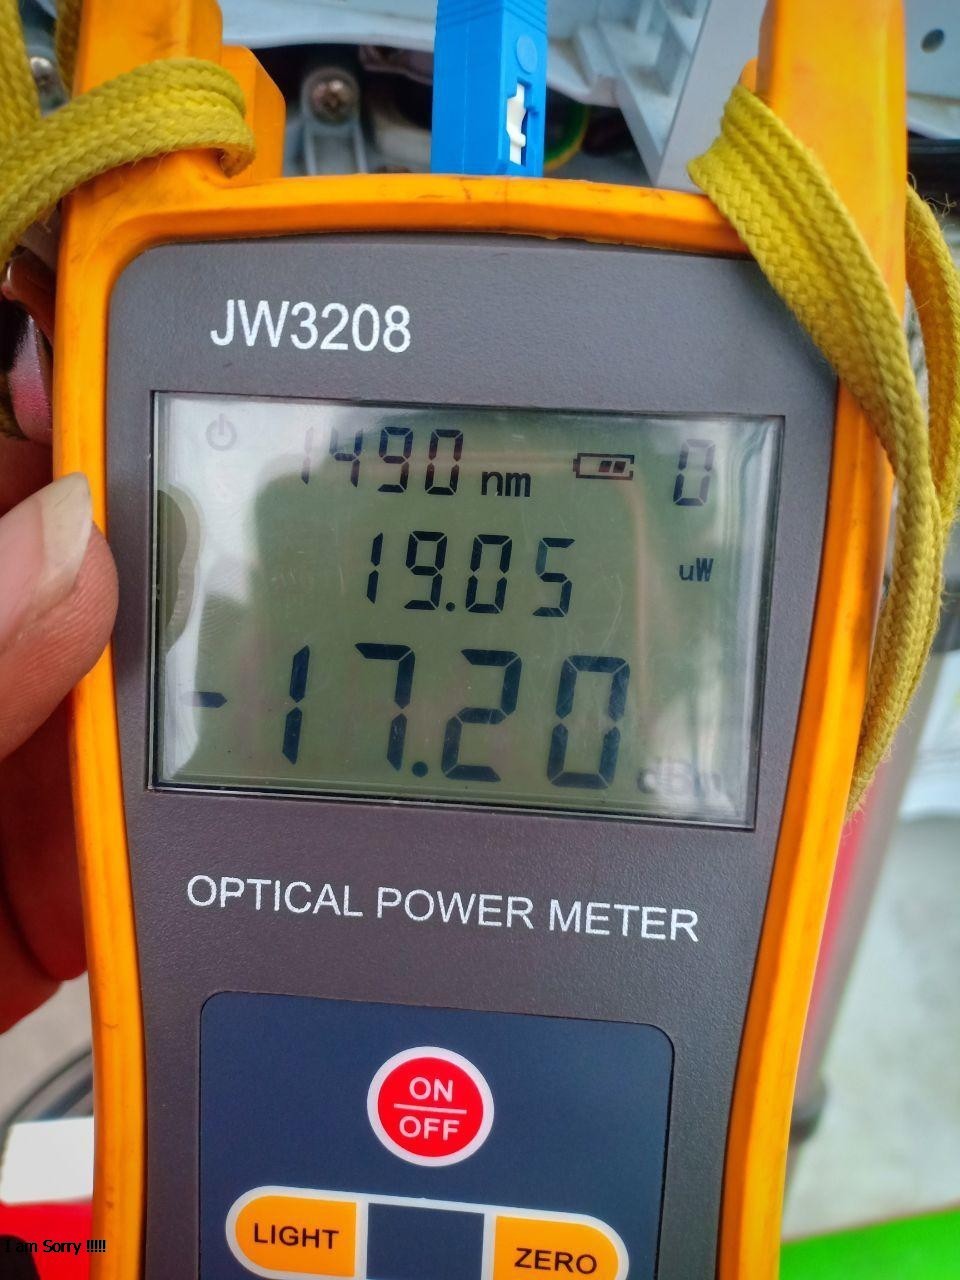 JW3208
1490 nm 0
19.05 uW
-17.20 dBm
OPTICAL POWER METER
ON
OFF
LIGHT
ZERO
I am Sorry !!!!!